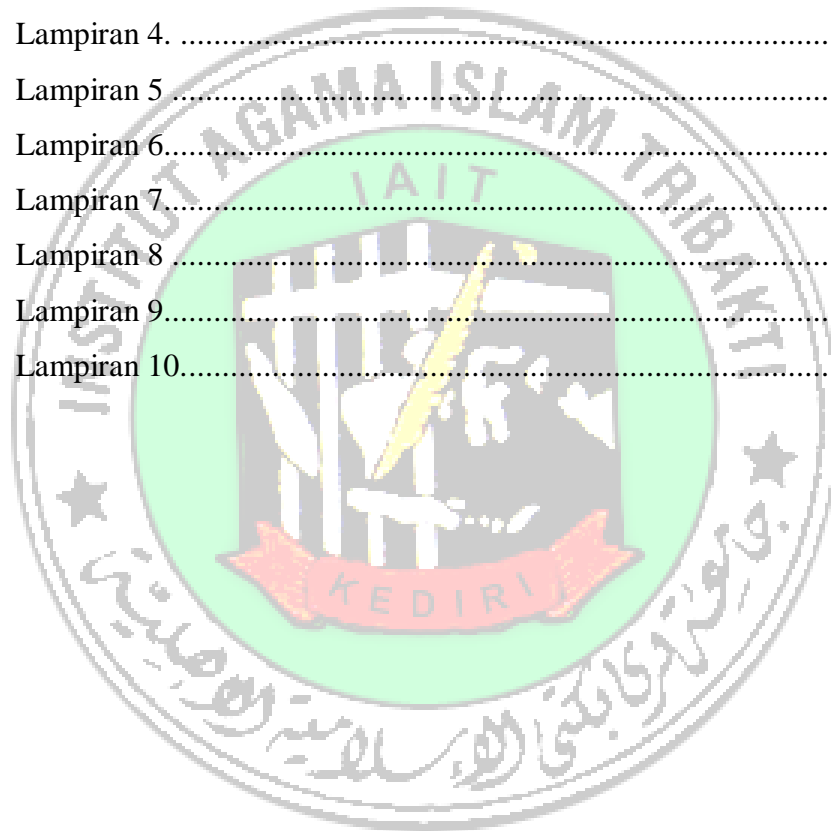 Lampiran 4. ........................................................................................
Lampiran 5 ........................................................................................
Lampiran 6........................................................................................
Lampiran 7........................................................................................
Lampiran 8 ........................................................................................
Lampiran 9........................................................................................
Lampiran 10........................................................................................
INSTITUT AGAMA ISLAM TRIBAKTI
IAIT
KEDIRI